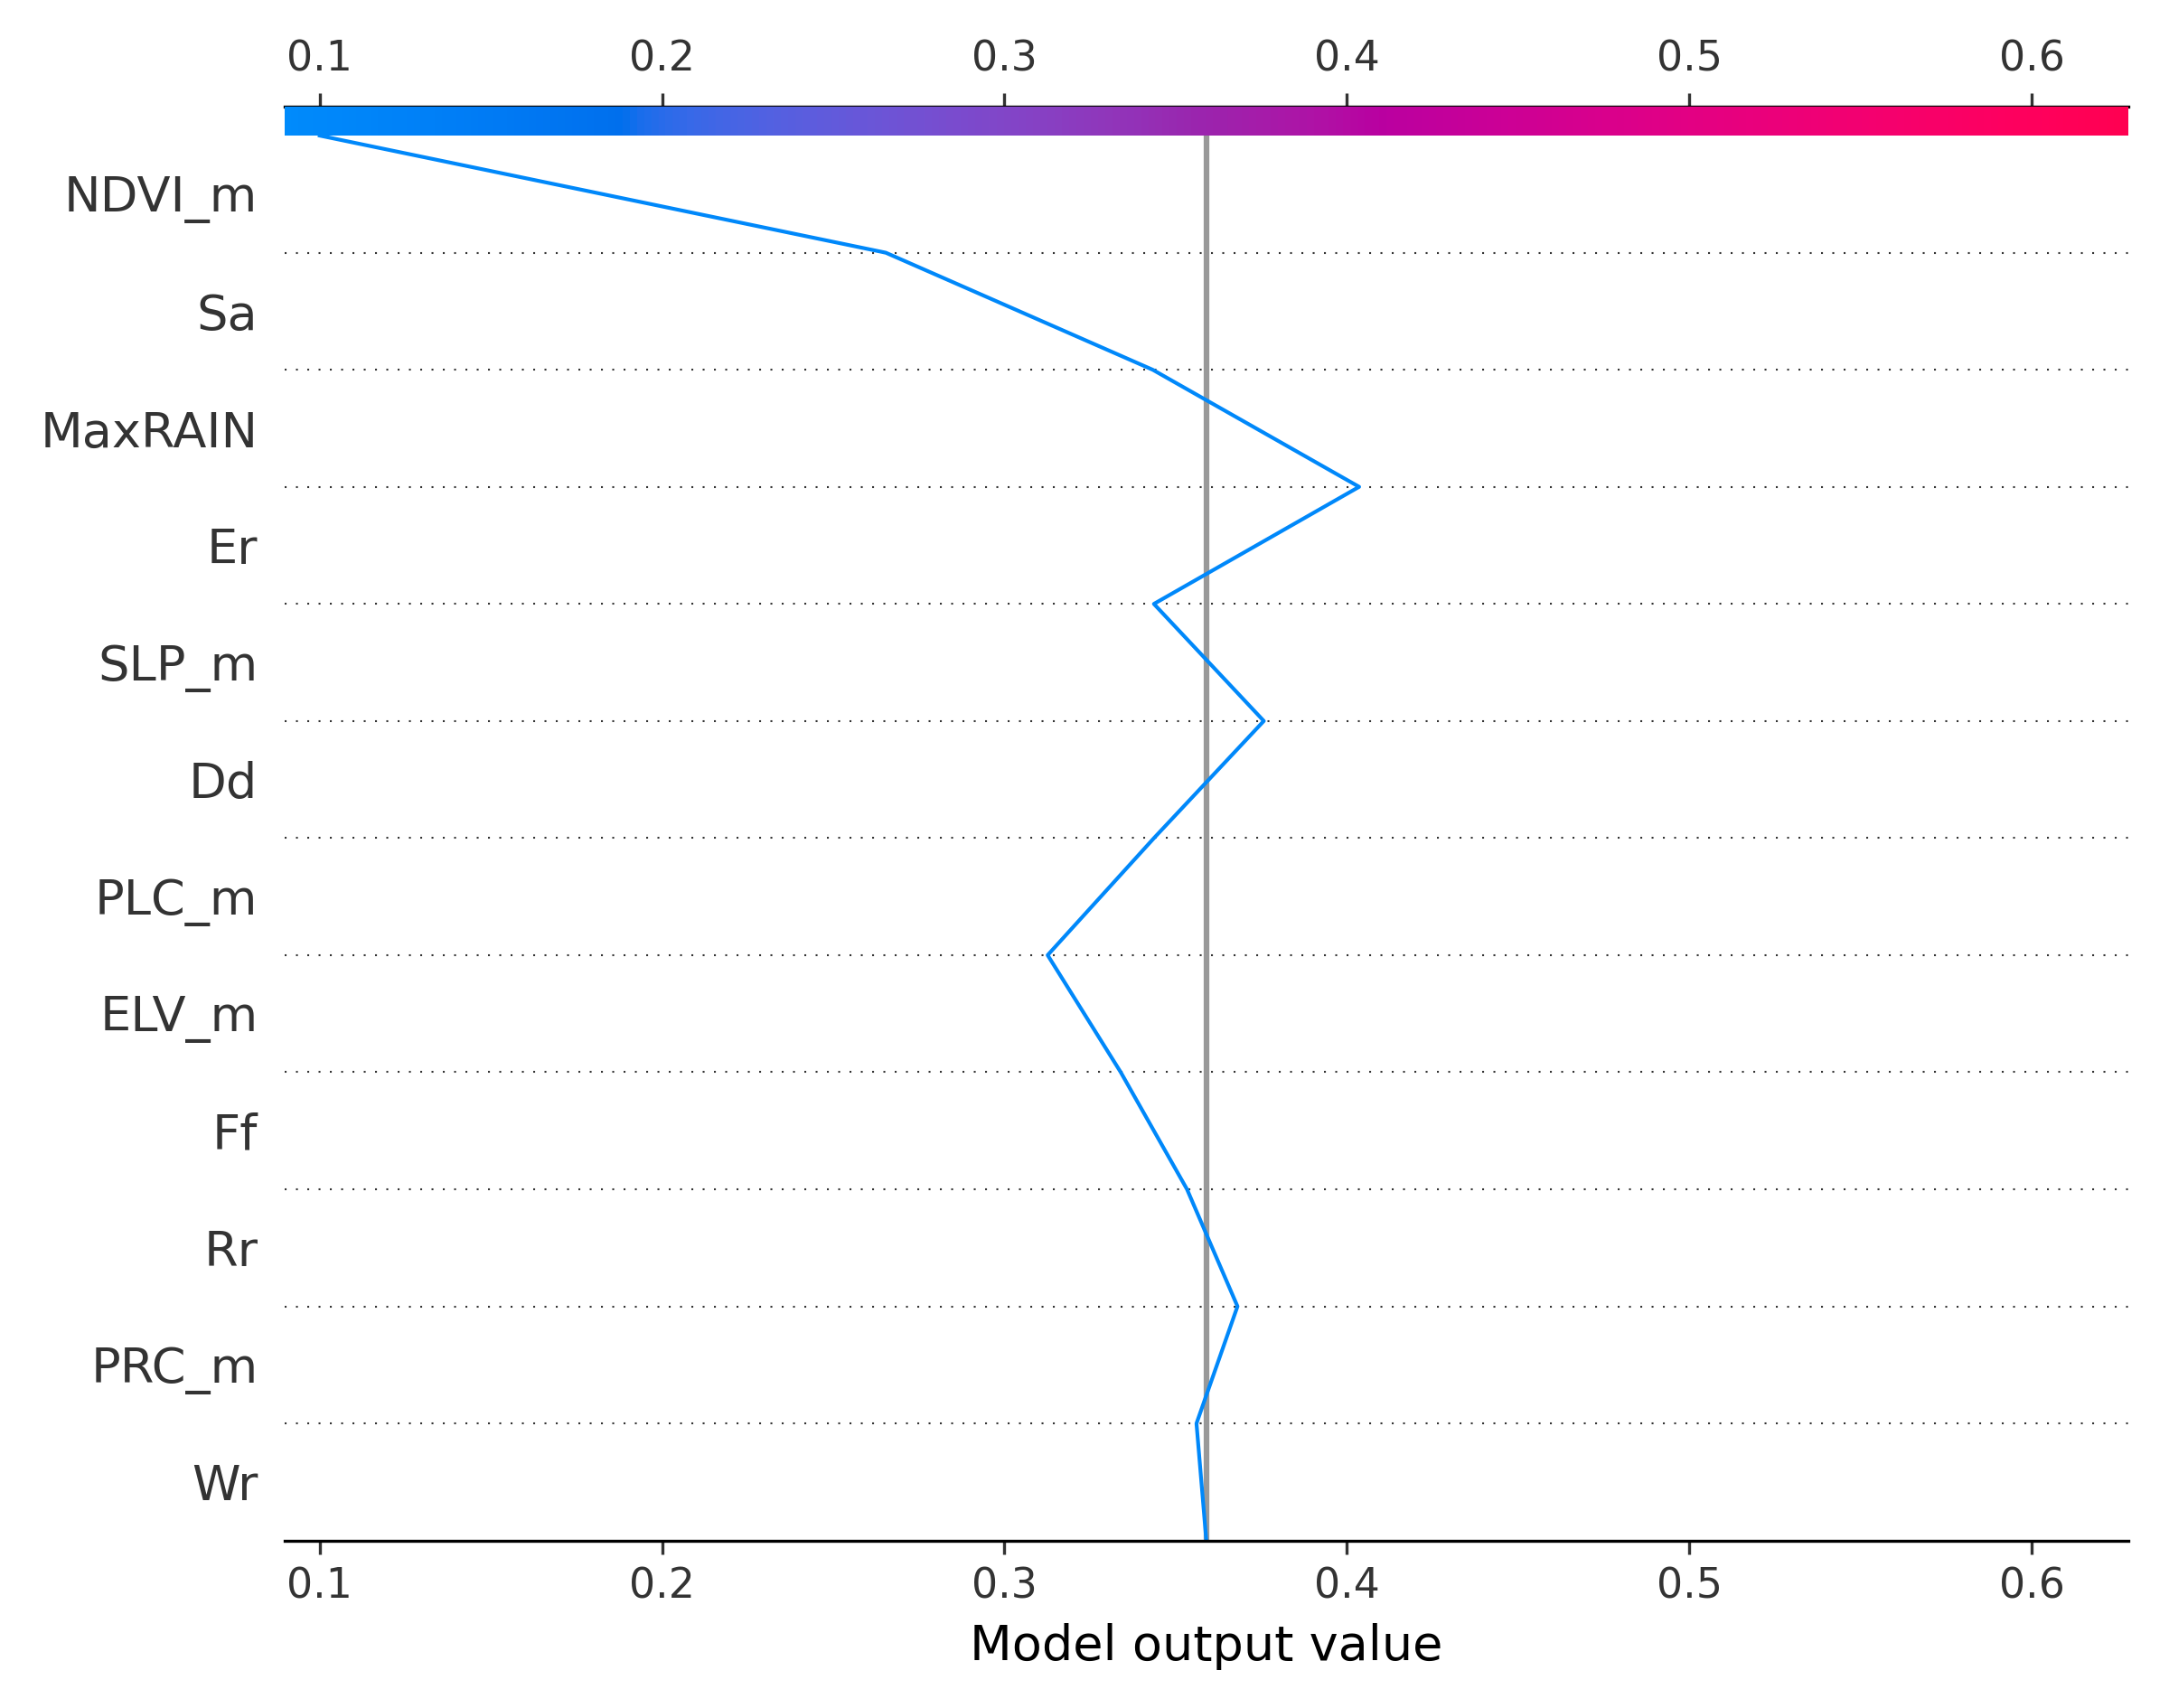 0.1 0.2 0.3 0.4 0.5 0.6
NDVI_m
Sa
MaxRAIN
Er
SLP_m
Dd
PLC_m
ELV_m
Ff
Rr
PRC_m
Wr
0.1 0.2 0.3 0.4 0.5 0.6
Model output value